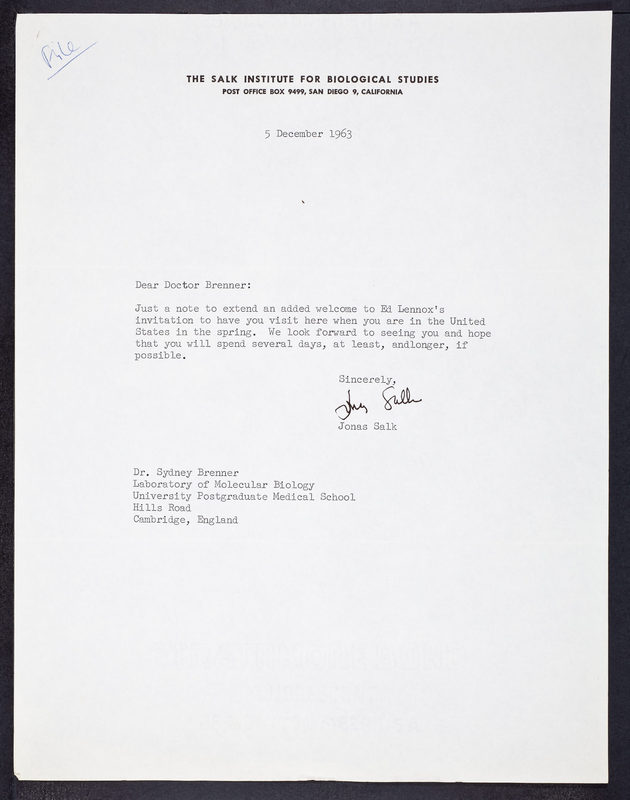 File
THE SALK INSTITUTE FOR BIOLOGICAL STUDIES
POST OFFICE BOX 9499, SAN DIEGO 9, CALIFORNIA
5 December 1963
Dear Doctor Brenner:
Just a note to extend an added welcome to Ed Lennox's
invitation to have you visit here when you are in the United
States in the spring.  We look forward to seeing you and hope
that you will spend several days, at least, andlonger, if
possible.
Sincerely,
Jonas Salk
Jonas Salk
Dr. Sydney Brenner
Laboratory of Molecular Biology
University Postgraduate Medical School
Hills Road
Cambridge, England